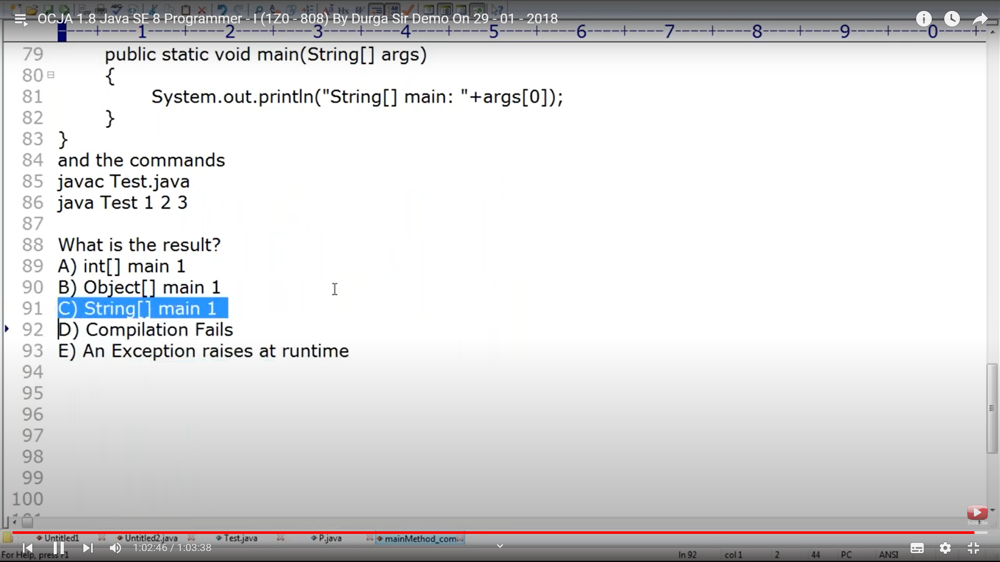 OCJA 1.8 Java SE 8 Programmer - I (1Z0 - 808) By Durga Sir Demo On 29 - 01 - 2018
----+----1----+----2----+----3----+----4----+----5----+----6----+----7----+----8----+----9----+----0----+-
79 public static void main(String[] args)
80 {
81 System.out.println("String[] main: "+args[0]);
82 }
83 }
84 and the commands
85 javac Test.java
86 java Test 1 2 3
87
88 What is the result?
89 A) int[] main 1
90 B) Object[] main 1
91 C) String[] main 1
92 D) Compilation Fails
93 E) An Exception raises at runtime
94
95
96
97
98
99
100
Subscribe
Untitled1 Untitled2.java Test.java P.java mainMethod_com
1:02:46 / 1:03:38
For Help, press F1 ln 92 col 1 2 44 PC ANSI